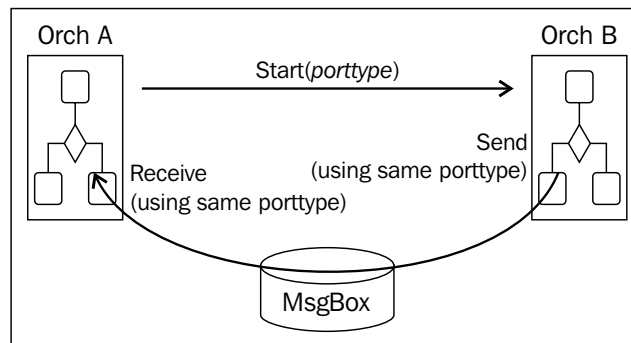 Orch A
Orch B
Start(porttype)
Send
(using same porttype)
Receive
(using same porttype)
MsgBox